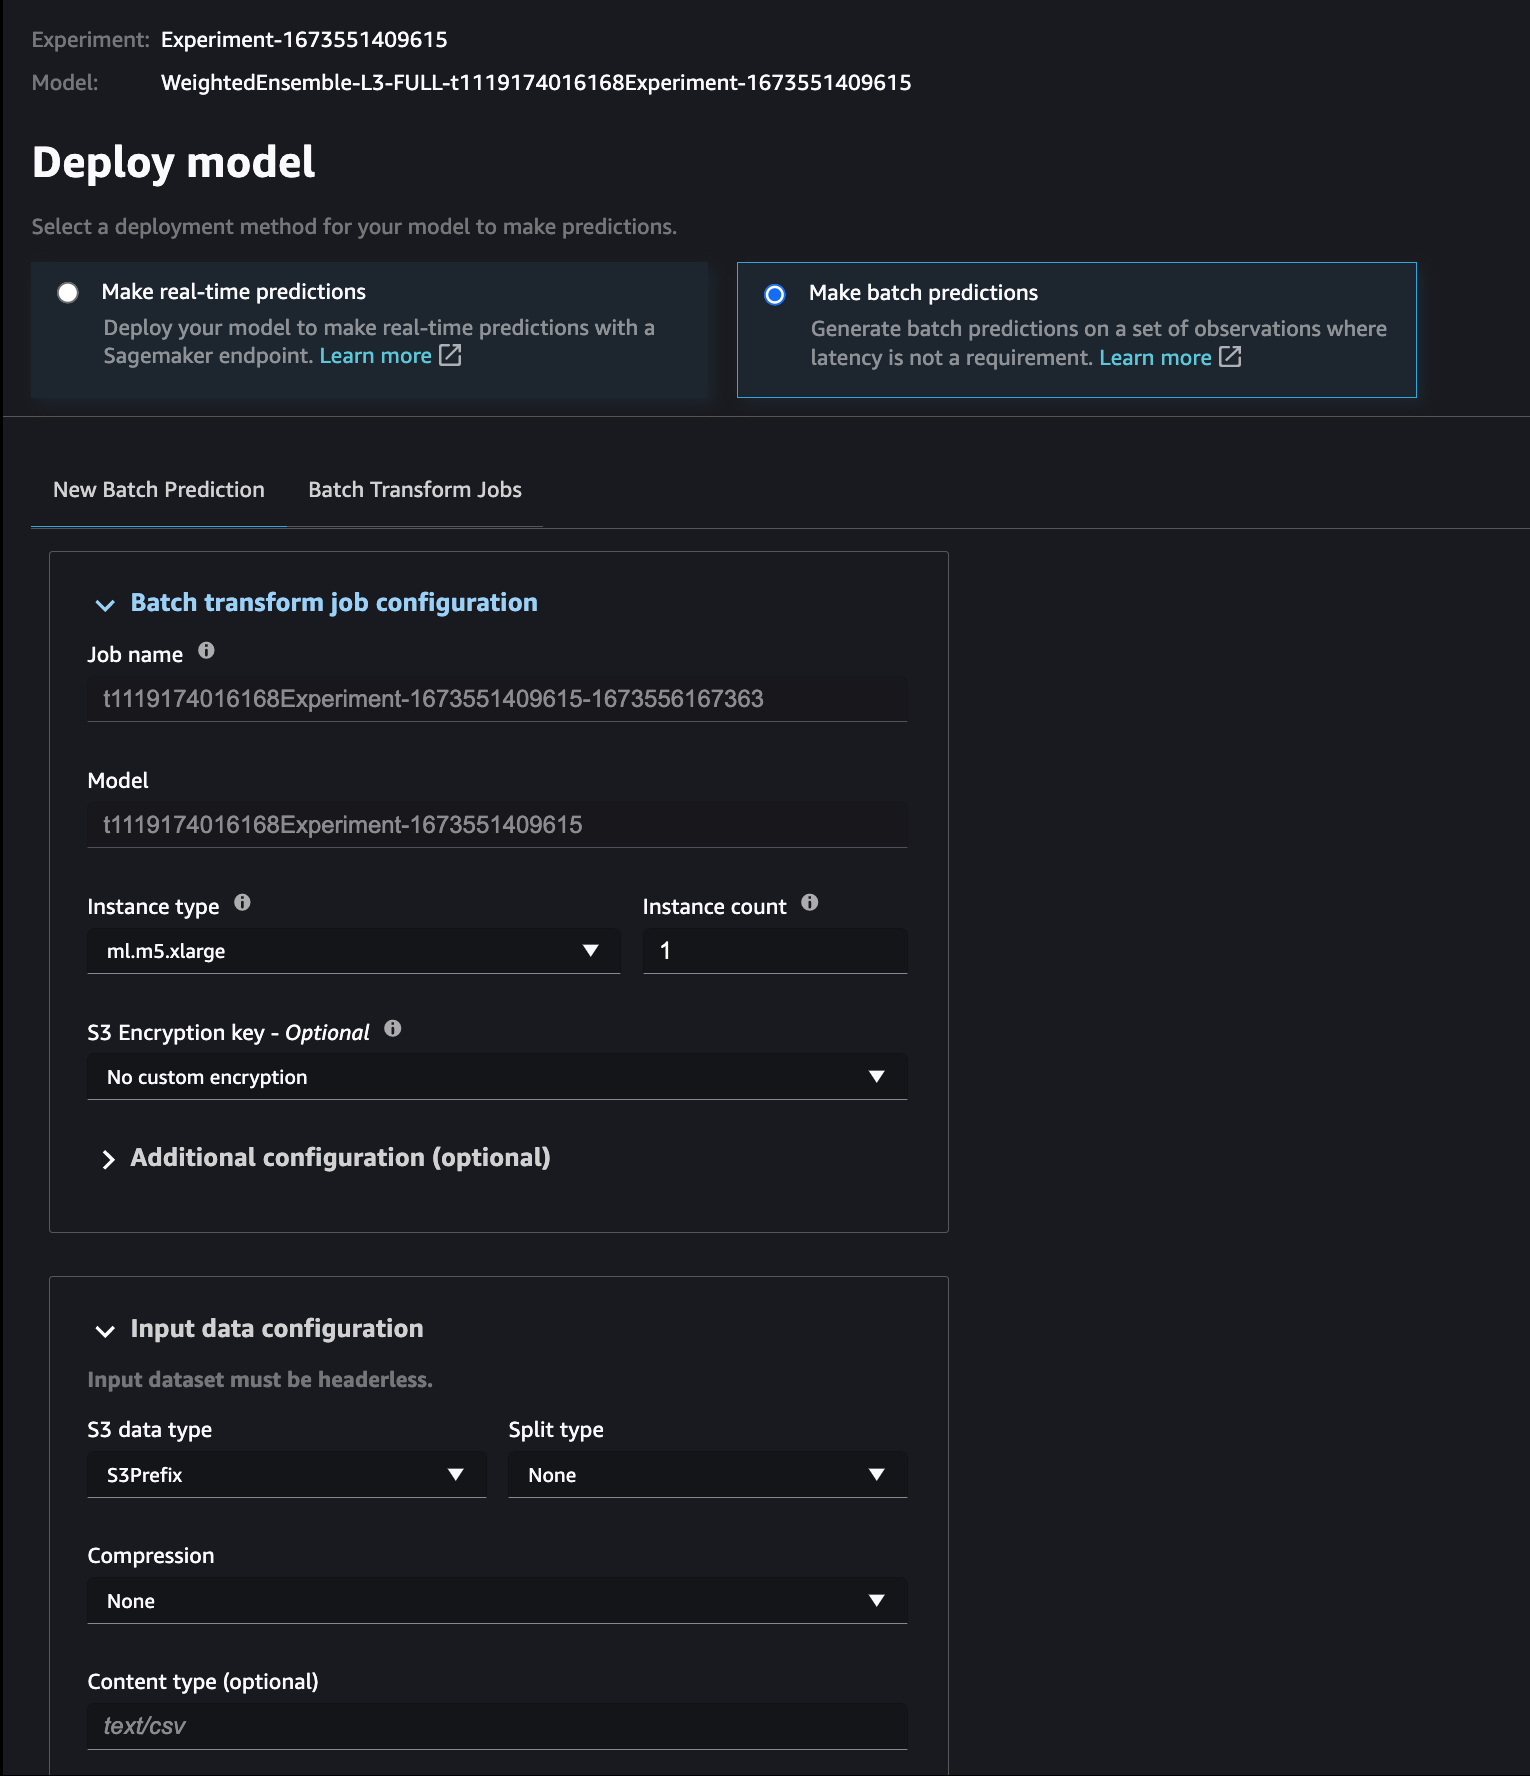 Experiment: Experiment-1673551409615
Model: WeightedEnsemble-L3-FULL-t1119174016168Experiment-1673551409615
Deploy model
Select a deployment method for your model to make predictions.
Make real-time predictions
Deploy your model to make real-time predictions with a
Sagemaker endpoint. Learn more
Make batch predictions
Generate batch predictions on a set of observations where
latency is not a requirement. Learn more
New Batch Prediction Batch Transform Jobs
Batch transform job configuration
Job name
t1119174016168Experiment-1673551409615-1673556167363
Model
t1119174016168Experiment-1673551409615
Instance type Instance count
ml.m5.xlarge 1
S3 Encryption key - Optional
No custom encryption
Additional configuration (optional)
Input data configuration
Input dataset must be headerless.
S3 data type Split type
S3Prefix None
Compression
None
Content type (optional)
text/csv